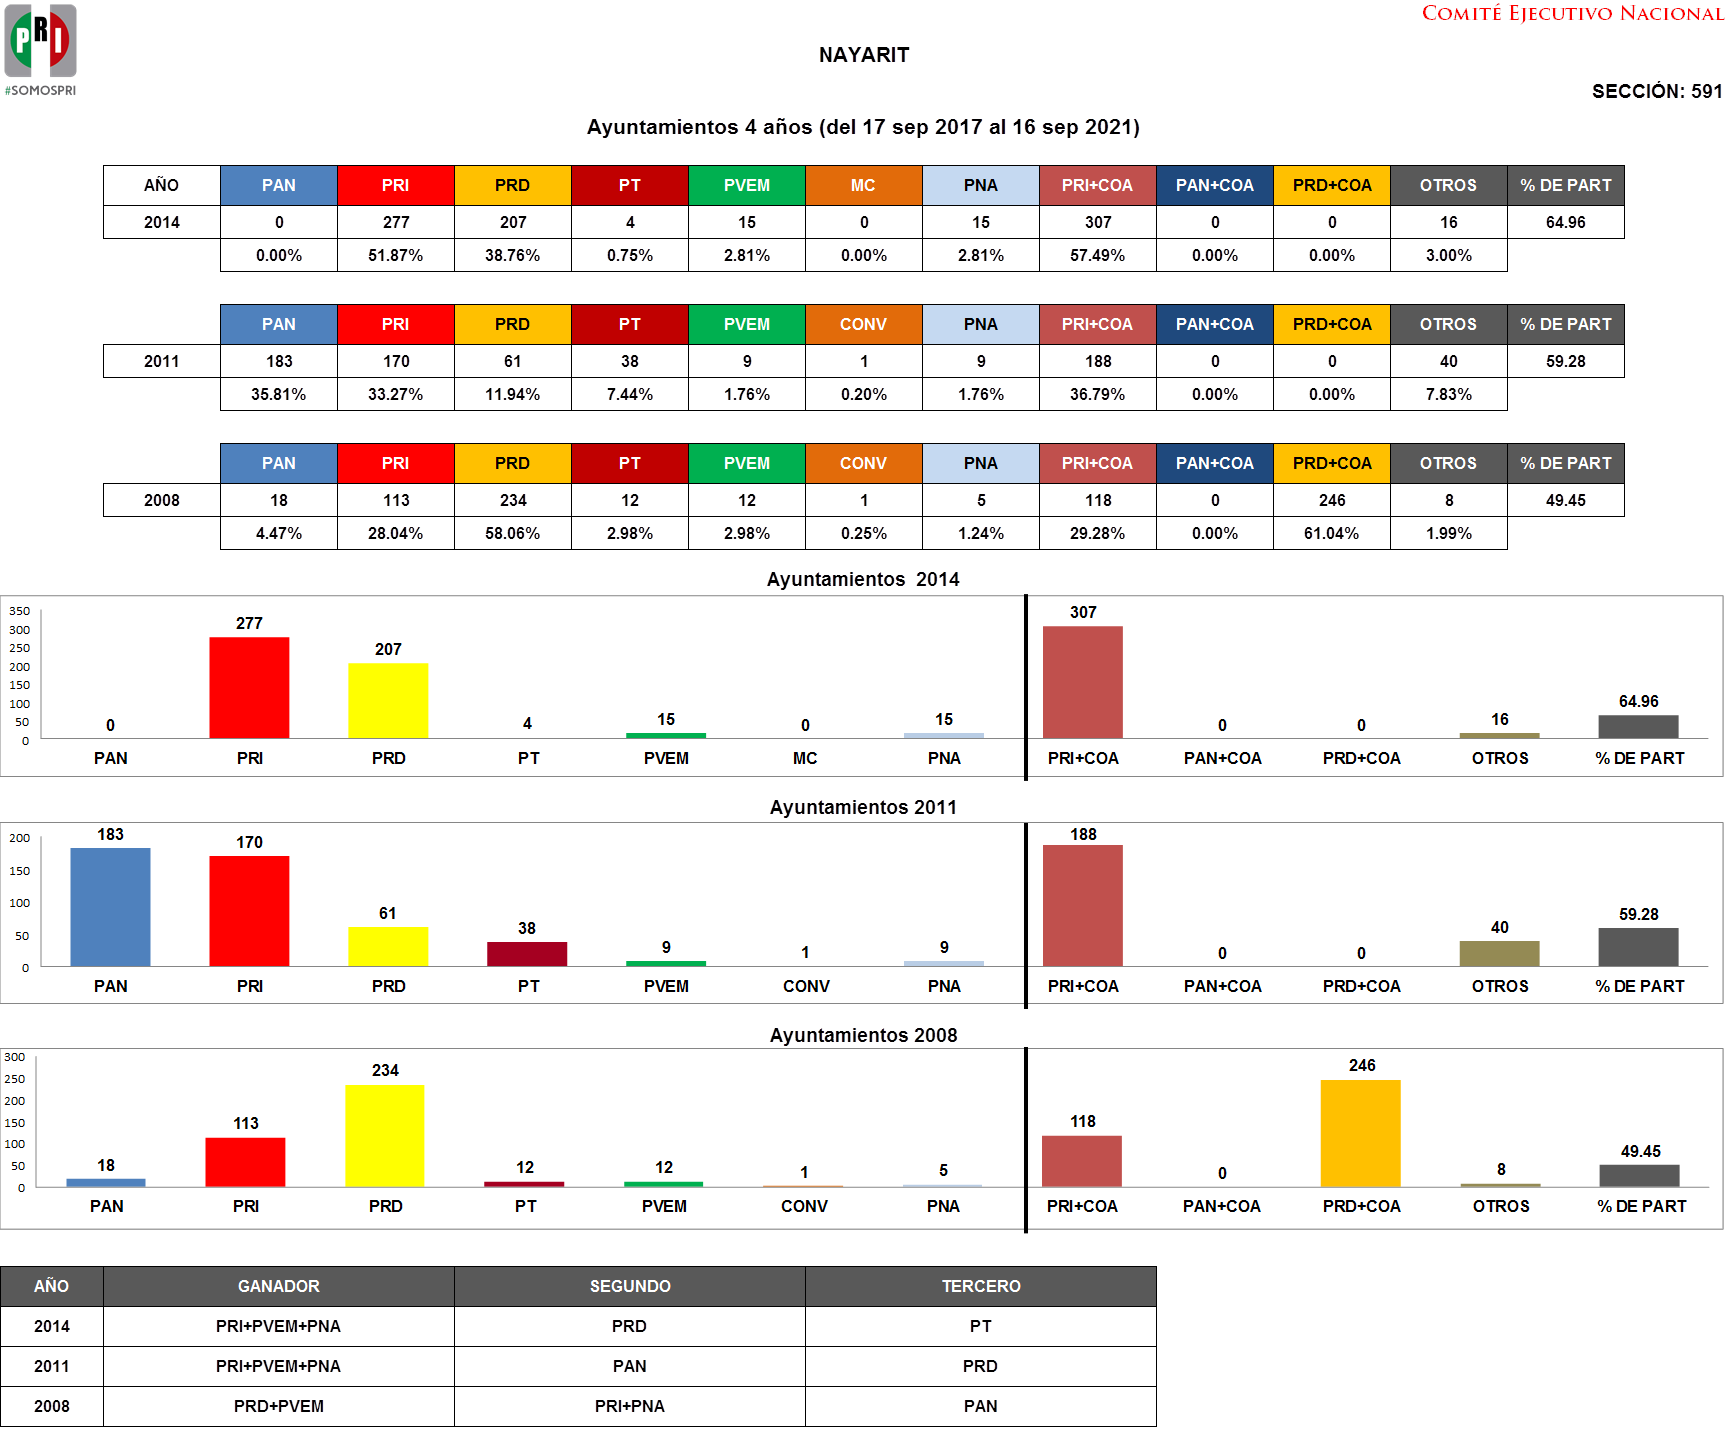 COMITÉ EJECUTIVO NACIONAL
PRI
#SOMOSPRI
NAYARIT
SECCIÓN: 591
Ayuntamientos 4 años (del 17 sep 2017 al 16 sep 2021)
AÑO PAN PRI PRD PT PVEM MC PNA PRI+COA PAN+COA PRD+COA OTROS % DE PART
2014 0 277 207 4 15 0 15 307 0 0 16 64.96
0.00% 51.87% 38.76% 0.75% 2.81% 0.00% 2.81% 57.49% 0.00% 0.00% 3.00%
PAN PRI PRD PT PVEM CONV PNA PRI+COA PAN+COA PRD+COA OTROS % DE PART
2011 183 170 61 38 9 1 9 188 0 0 40 59.28
35.81% 33.27% 11.94% 7.44% 1.76% 0.20% 1.76% 36.79% 0.00% 0.00% 7.83%
PAN PRI PRD PT PVEM CONV PNA PRI+COA PAN+COA PRD+COA OTROS % DE PART
2008 18 113 234 12 12 1 5 118 0 246 8 49.45
4.47% 28.04% 58.06% 2.98% 2.98% 0.25% 1.24% 29.28% 0.00% 61.04% 1.99%
Ayuntamientos 2014
350
300
250
200
150
100
50
0
0 277 207 4 15 0 15 307 0 0 16 64.96
PAN PRI PRD PT PVEM MC PNA PRI+COA PAN+COA PRD+COA OTROS % DE PART
Ayuntamientos 2011
200
150
100
50
0
183 170 61 38 9 1 9 188 0 0 40 59.28
PAN PRI PRD PT PVEM CONV PNA PRI+COA PAN+COA PRD+COA OTROS % DE PART
Ayuntamientos 2008
300
250
200
150
100
50
0
18 113 234 12 12 1 5 118 0 246 8 49.45
PAN PRI PRD PT PVEM CONV PNA PRI+COA PAN+COA PRD+COA OTROS % DE PART
AÑO GANADOR SEGUNDO TERCERO
2014 PRI+PVEM+PNA PRD PT
2011 PRI+PVEM+PNA PAN PRD
2008 PRD+PVEM PRI+PNA PAN